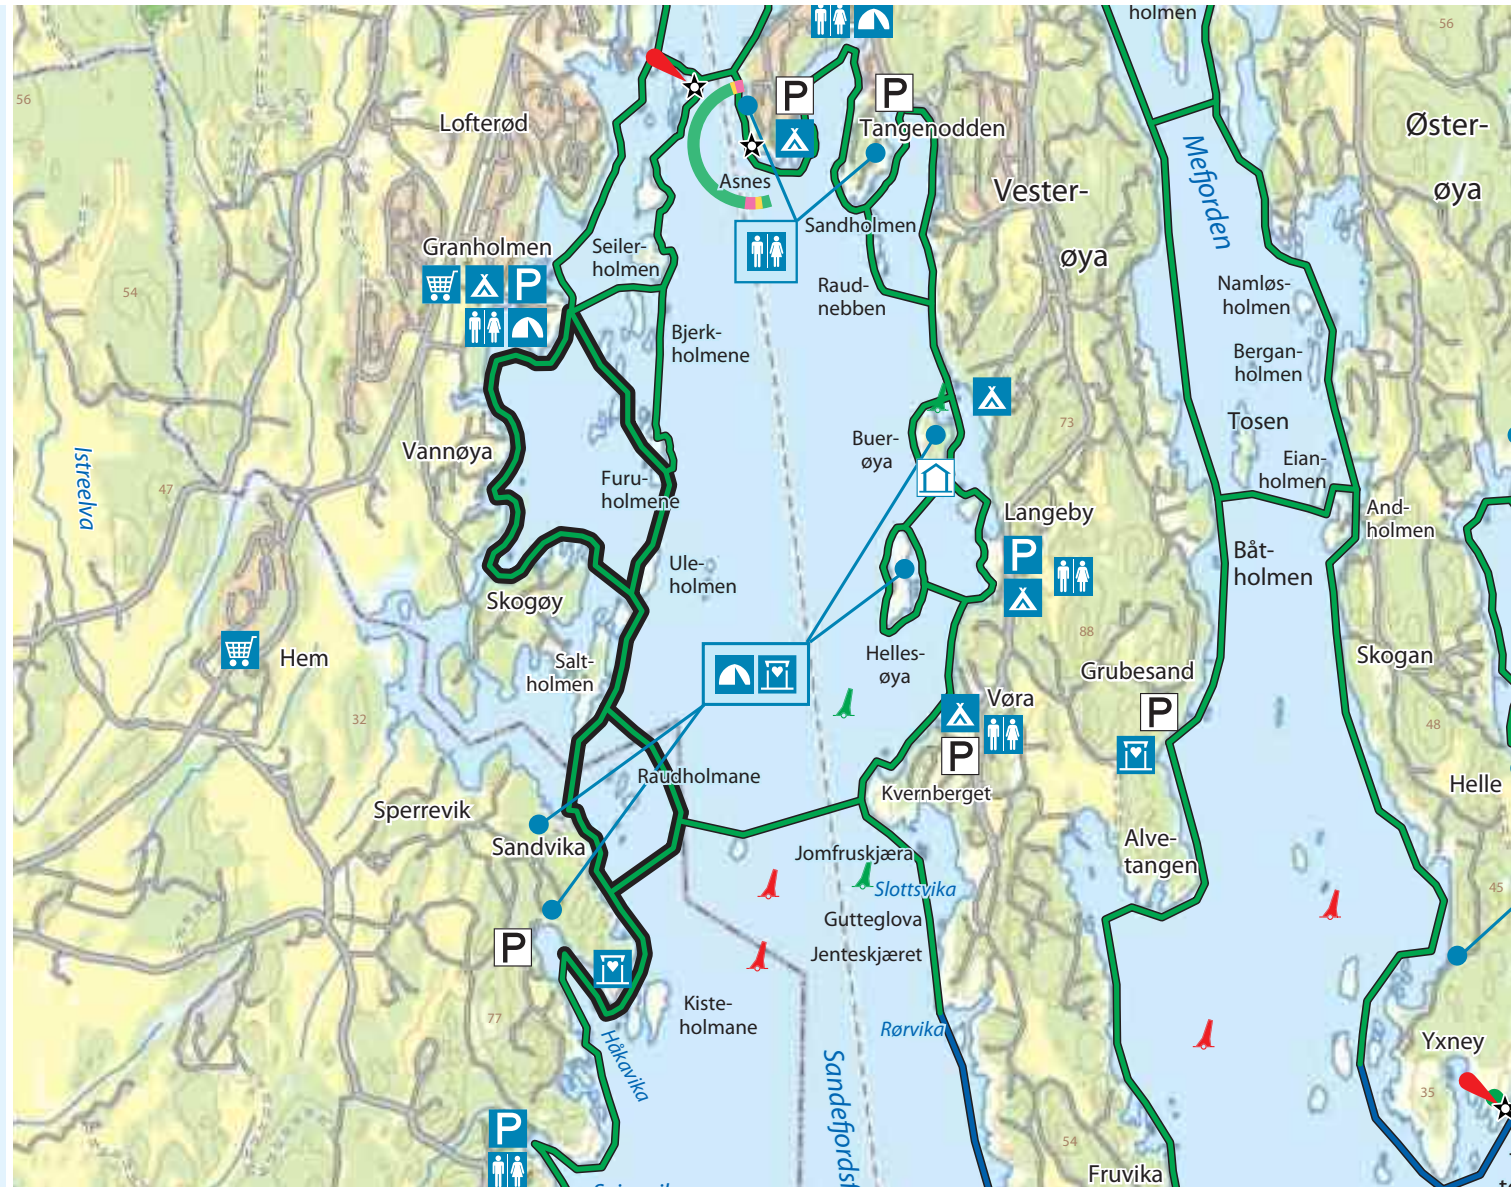 holmen
56
56
P
P
Lofterød
Tangenodden
Øster-
øya
Mefjorden
Asnes
Vester-
øya
Sandholmen
Granholmen
P
Seiler-
holmen
54
Raud-
nebben
Namløs-
holmen
Bjerk-
holmene
Bergan-
holmen
Tosen
73
Vannøya
Buer-
øya
Istreelva
47
Furu-
holmene
Eian-
holmen
Langeby
And-
holmen
P
Ule-
holmen
Båt-
holmen
Skogøy
88
Hem
Salt-
holmen
Helles-
øya
Grubesand
Skogan
Vøra
P
32
48
P
Raudholmane
Kvernberget
Helle
Sperrevik
Sandvika
Jomfruskjæra
Alve-
tangen
Slottsvika
45
Gutteglova
P
Jenteskjæret
Kiste-
holmane
77
Rørvika
Håkavika
Yxney
Sandefjordsf
35
P
54
Fruvika